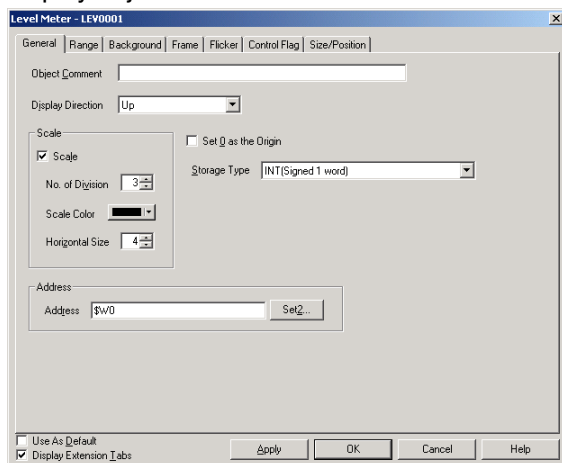 Level Meter - LEV0001
General Range Background Frame Flicker Control Flag Size/Position
Object Comment
Display Direction Up
Scale
Set 0 as the Origin
Scale
Storage Type INT(Signed 1 word)
No. of Division 3
Scale Color
Horizontal Size 4
Address
Address $W0 Set2...
Use As Default
Display Extension Tabs Apply OK Cancel Help